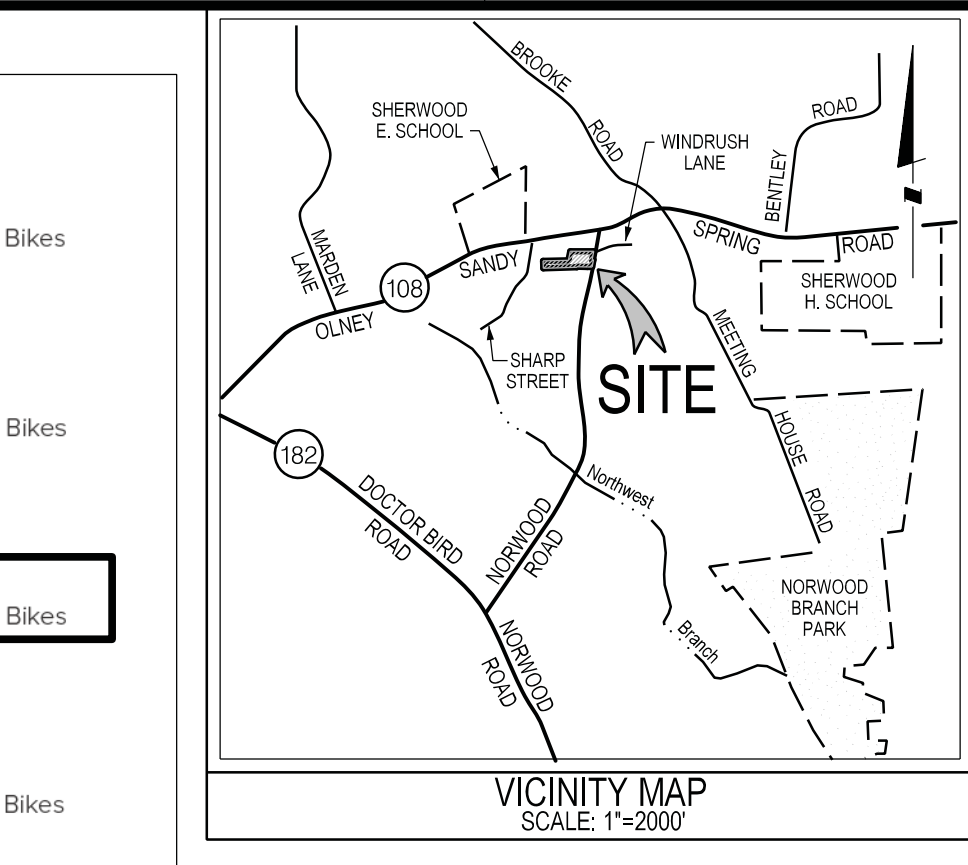 Bikes
Bikes
Bikes
Bikes
BROOKE
ROAD
SHERWOOD
E. SCHOOL
WINDRUSH
LANE
ROAD
BENTLEY
MARDEN
LANE
SANDY
SPRING
ROAD
108
OLNEY
SHERWOOD
H. SCHOOL
SHARP
STREET
SITE
MEETING
HOUSE
ROAD
182
DOCTOR BIRD
ROAD
NORWOOD
ROAD
Northwest
Branch
NORWOOD
BRANCH
PARK
NORWOOD
ROAD
VICINITY MAP
SCALE: 1"=2000'